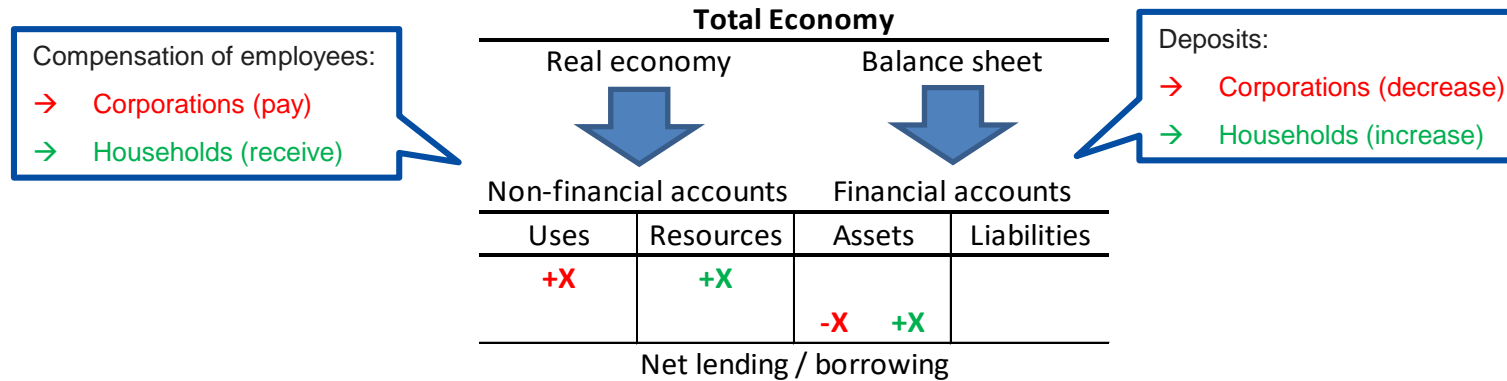 Total Economy
Compensation of employees:
→ Corporations (pay)
→ Households (receive)
Real economy
Balance sheet
Deposits:
→ Corporations (decrease)
→ Households (increase)
Non-financial accounts
Financial accounts
Uses
Resources
Assets
Liabilities
+X
+X
-X
+X
Net lending / borrowing